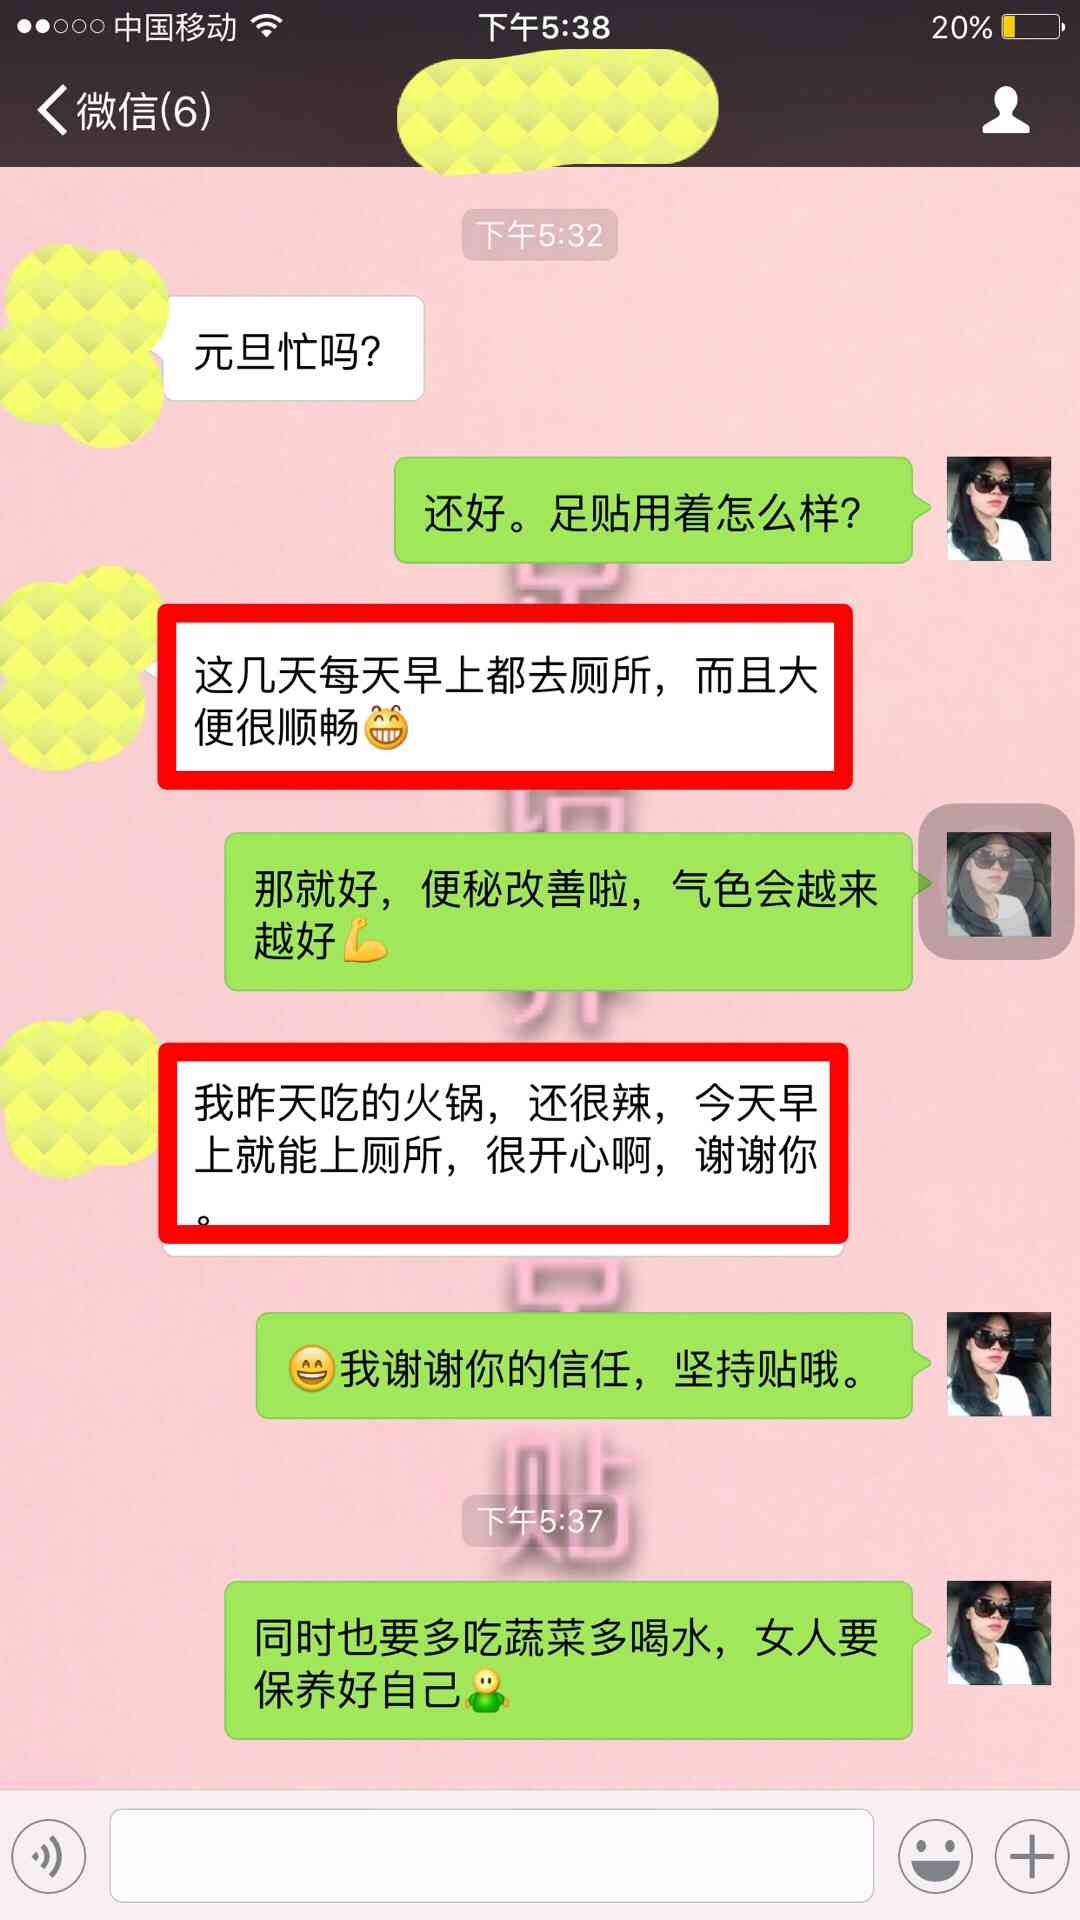 中国移动
下午5:38
20%
微信(6)
下午5:32
元旦忙吗?
还好。足贴用着怎么样?
这几天每天早上都去厕所，而且大
便很顺畅😁
那就好，便秘改善啦，气色会越来
越好💪
我昨天吃的火锅，还很辣，今天早
上就能上厕所，很开心啊，谢谢你
。
😄我谢谢你的信任，坚持贴哦。
贴
下午5:37
同时也要多吃蔬菜多喝水，女人要
保养好自己